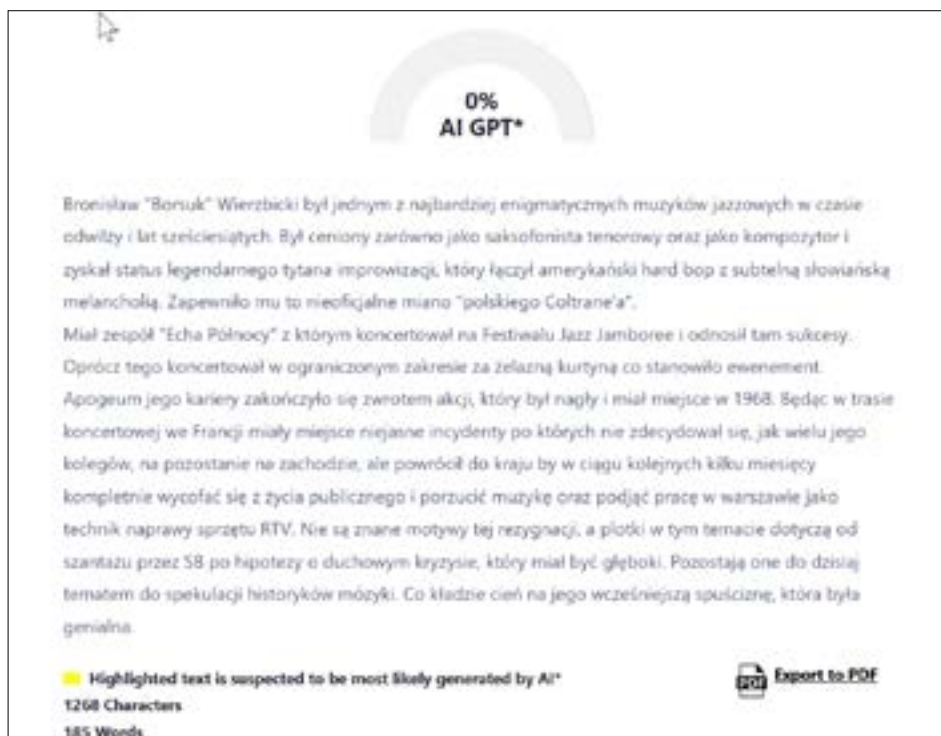 0%
AI GPT*
Bronisław "Borsuk" Wierzbicki był jednym z najbardziej enigmatycznych muzyków jazzowych w czasie
odwilży i lat sześciesiątych. Był ceniony zarówno jako saksofonista tenorowy oraz jako kompozytor i
zyskał status legendarnego tytana improwizacji, który łączył amerykański hard bop z subtelną słowiańską
melancholią. Zapewniło mu to nieoficjalne miano "polskiego Coltrane'a".
Miał zespół "Echa Północy" z którym koncertował na Festiwalu Jazz Jamboree i odnosił tam sukcesy.
Oprócz tego koncertował w ograniczonym zakresie za żelazną kurtyną co stanowiło ewenement.
Apogeum jego kariery zakończyło się zwrotem akcji, który był nagły i miał miejsce w 1968. Będąc w trasie
koncertowej we Francji miały miejsce niejasne incydenty po których nie zdecydował się, jak wielu jego
kolegów, na pozostanie na zachodzie, ale powrócił do kraju by w ciągu kolejnych kilku miesięcy
kompletnie wycofać się z życia publicznego i porzucić muzykę oraz podjąć pracę w warszawie jako
technik naprawy sprzętu RTV. Nie są znane motywy tej rezygnacji, a plotki w tym temacie dotyczą od
szantażu przez SB po hipotezy o duchowym kryzysie, który miał być głęboki. Pozostają one do dzisiaj
tematem do spekulacji historyków mózyki. Co kładzie cień na jego wcześniejszą spuściznę, która była
genialna.
Highlighted text is suspected to be most likely generated by AI*
Export to PDF
1268 Characters
185 Words